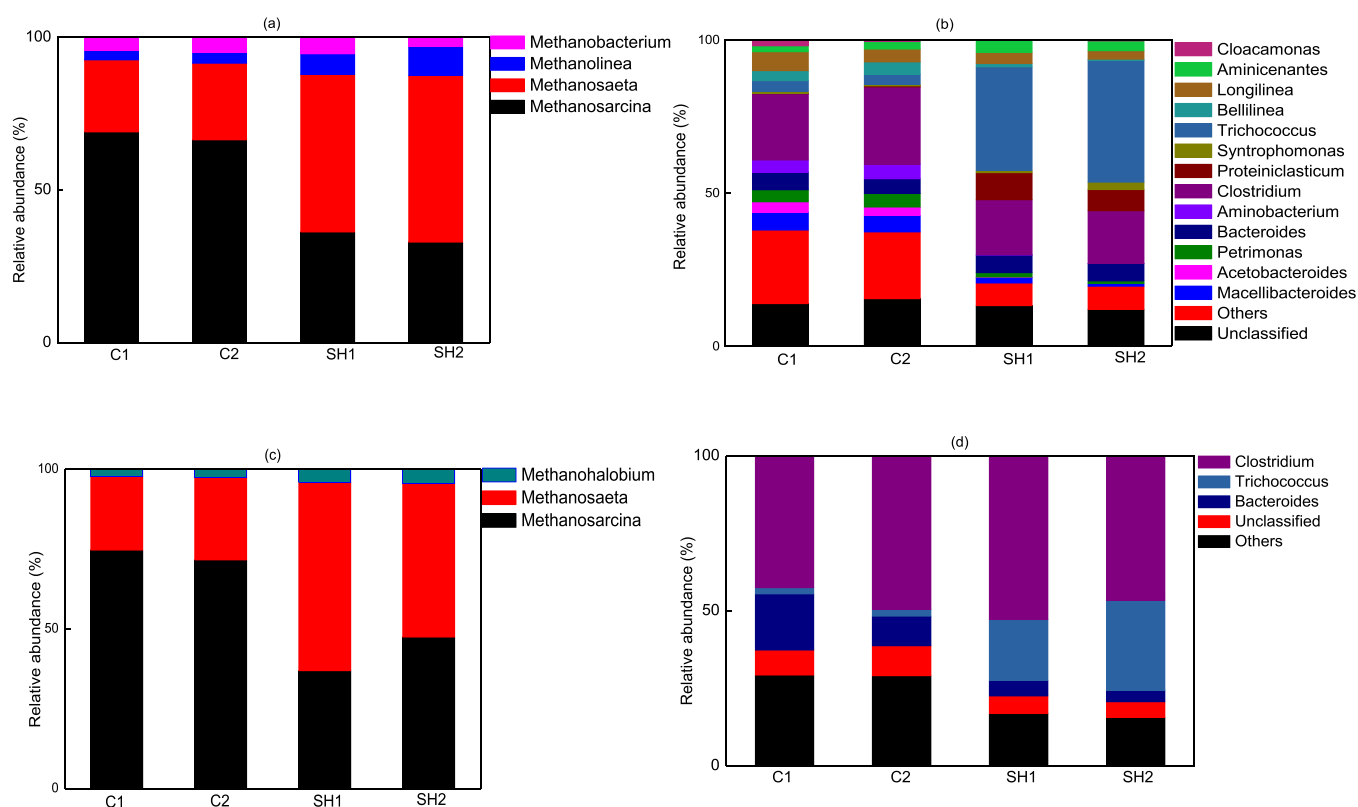 (a)
Relative abundance (%)
100
50
0
C1
C2
SH1
SH2
Methanobacterium
Methanolinea
Methanosaeta
Methanosarcina
(b)
Relative abundance (%)
100
50
0
C1
C2
SH1
SH2
Cloacamonas
Aminicenantes
Longilinea
Bellilinea
Trichococcus
Syntrophomonas
Proteiniclasticum
Clostridium
Aminobacterium
Bacteroides
Petrimonas
Acetobacteroides
Macellibacteroides
Others
Unclassified
(c)
Relative abundance (%)
100
50
0
C1
C2
SH1
SH2
Methanohalobium
Methanosaeta
Methanosarcina
(d)
Relative abundance (%)
100
50
0
C1
C2
SH1
SH2
Clostridium
Trichococcus
Bacteroides
Unclassified
Others